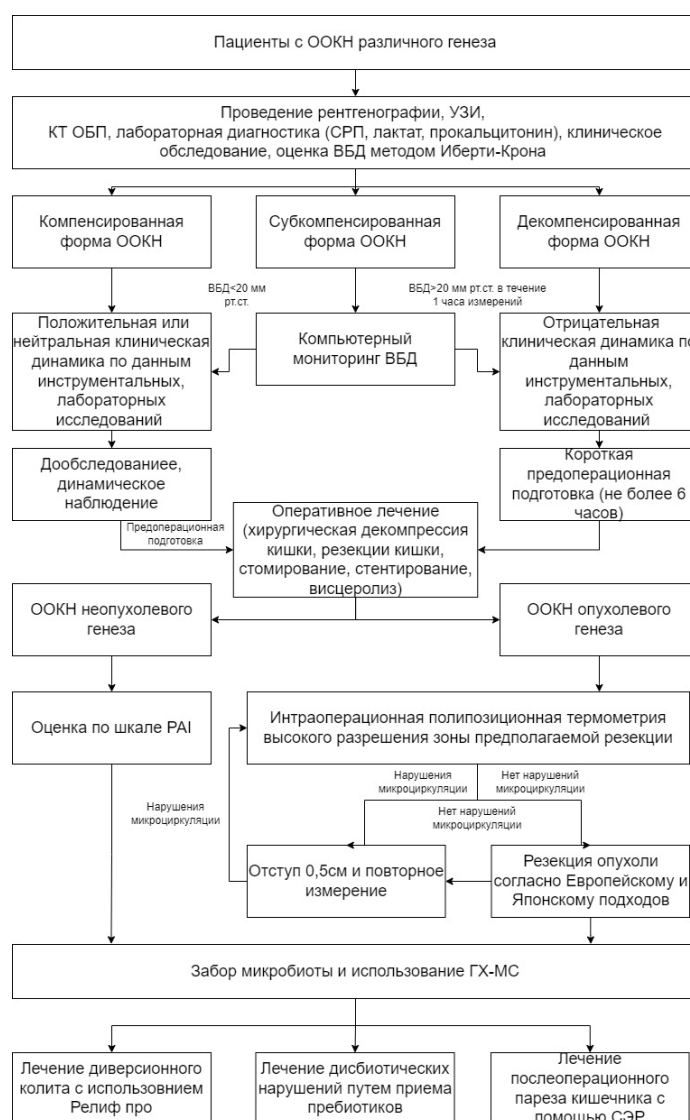 Пациенты с ООКН различного генеза
Проведение рентгенографии, УЗИ,
КТ ОБП, лабораторная диагностика (СРП, лактат, прокальцитонин), клиническое
обследование, оценка ВБД методом Иберти-Крона
Компенсированная
форма ООКН
Субкомпенсированная
форма ООКН
Декомпенсированная
форма ООКН
ВБД<20 мм
рт.ст.
ВБД>20 мм рт.ст. в течение
1 часа измерений
Положительная или
нейтральная клиническая
динамика по данным
инструментальных,
лабораторных
исследований
Компьютерный
мониторинг ВБД
Отрицательная
клиническая динамика по
данным
инструментальных,
лабораторных
исследований
Дообследованиее,
динамическое
наблюдение
Короткая
предоперационная
подготовка (не более 6
часов)
Предоперационная
подготовка
Оперативное лечение
(хирургическая декомпрессия
кишки, резекции кишки,
стомирование, стентирование,
висцеролиз)
ООКН неопухолевого
генеза
ООКН опухолевого
генеза
Оценка по шкале PAI
Интраоперационная полипозиционная термометрия
высокого разрешения зоны предполагаемой резекции
Нарушения
микроциркуляции
Нет нарушений
микроциркуляции
Нарушения
микроциркуляции
Нет нарушений
микроциркуляции
Отступ 0,5см и повторное
измерение
Резекция опухоли
согласно Европейскому и
Японскому подходов
Забор микробиоты и использование ГХ-МС
Лечение диверсионного
колита с использовнием
Релиф про
Лечение дисбиотических
нарушений путем приема
пребиотиков
Лечение
послеоперационного
пареза кишечника с
помощью СЭР